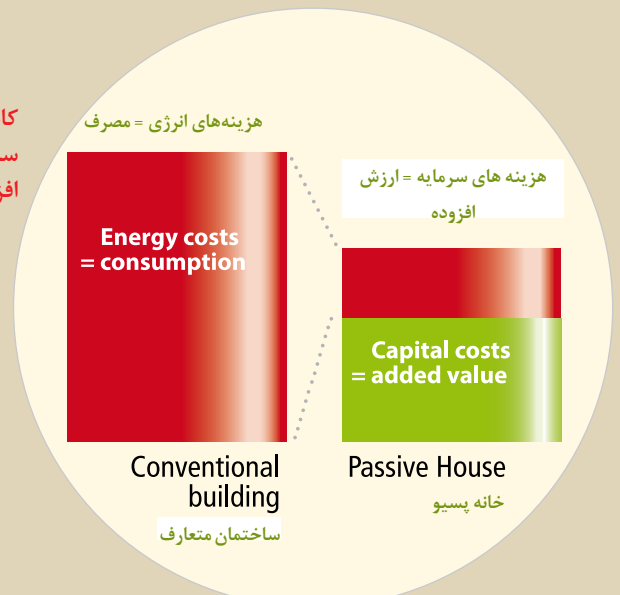 هزینه‌های انرژی = مصرف
هزینه های سرمایه = ارزش
افزوده
Energy costs
= consumption
Capital costs
= added value
Conventional
building
Passive House
ساختمان متعارف
خانه پسیو